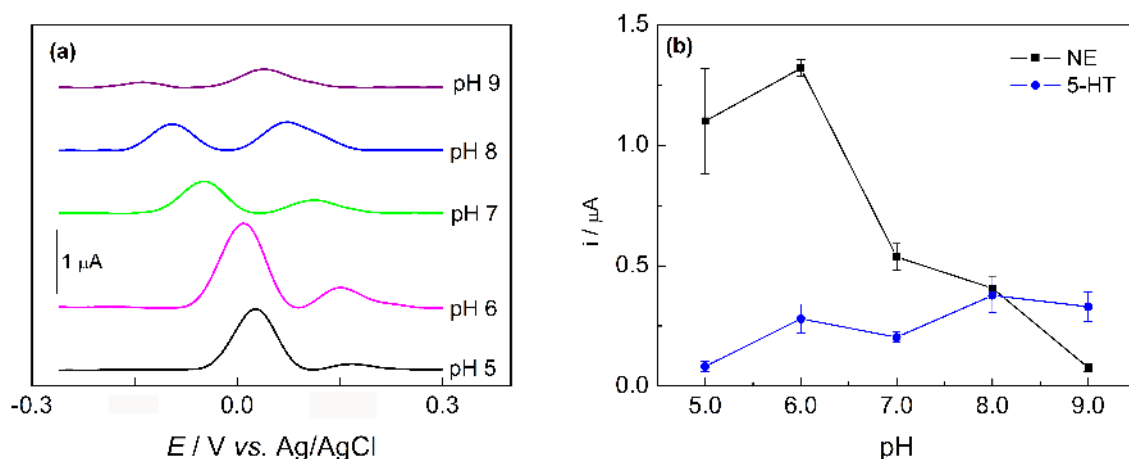 (a)
pH 9
pH 8
pH 7
1 μA
pH 6
pH 5
-0.3
0.0
0.3
E / V vs. Ag/AgCl
(b)
NE
5-HT
1.5
1.0
0.5
0.0
i / μA
5.0
6.0
7.0
8.0
9.0
pH